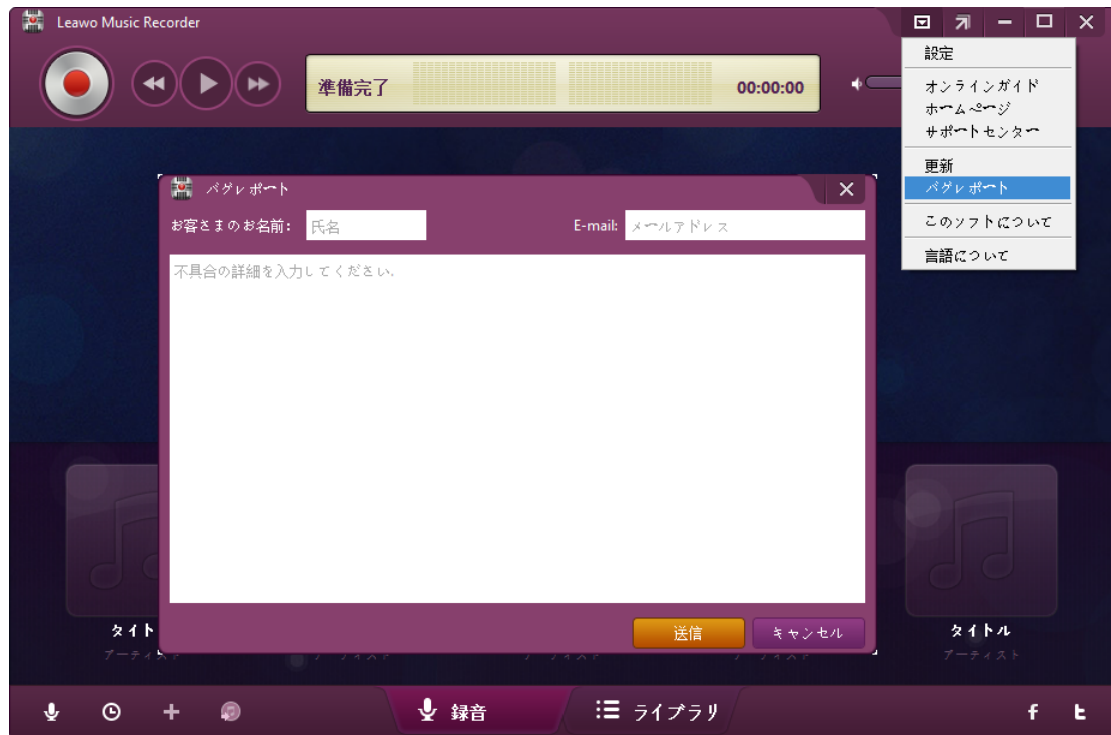 Leawo Music Recorder
準備完了
00:00:00
設定
オンラインガイド
ホームページ
サポートセンター
更新
バグレポート
このソフトについて
言語について
バグレポート
お客さまのお名前:
氏名
E-mail:
メールアドレス
不具合の詳細を入力してください.
送信
キャンセル
タイト
タイトル
アーティスト
録音
ライブラリ